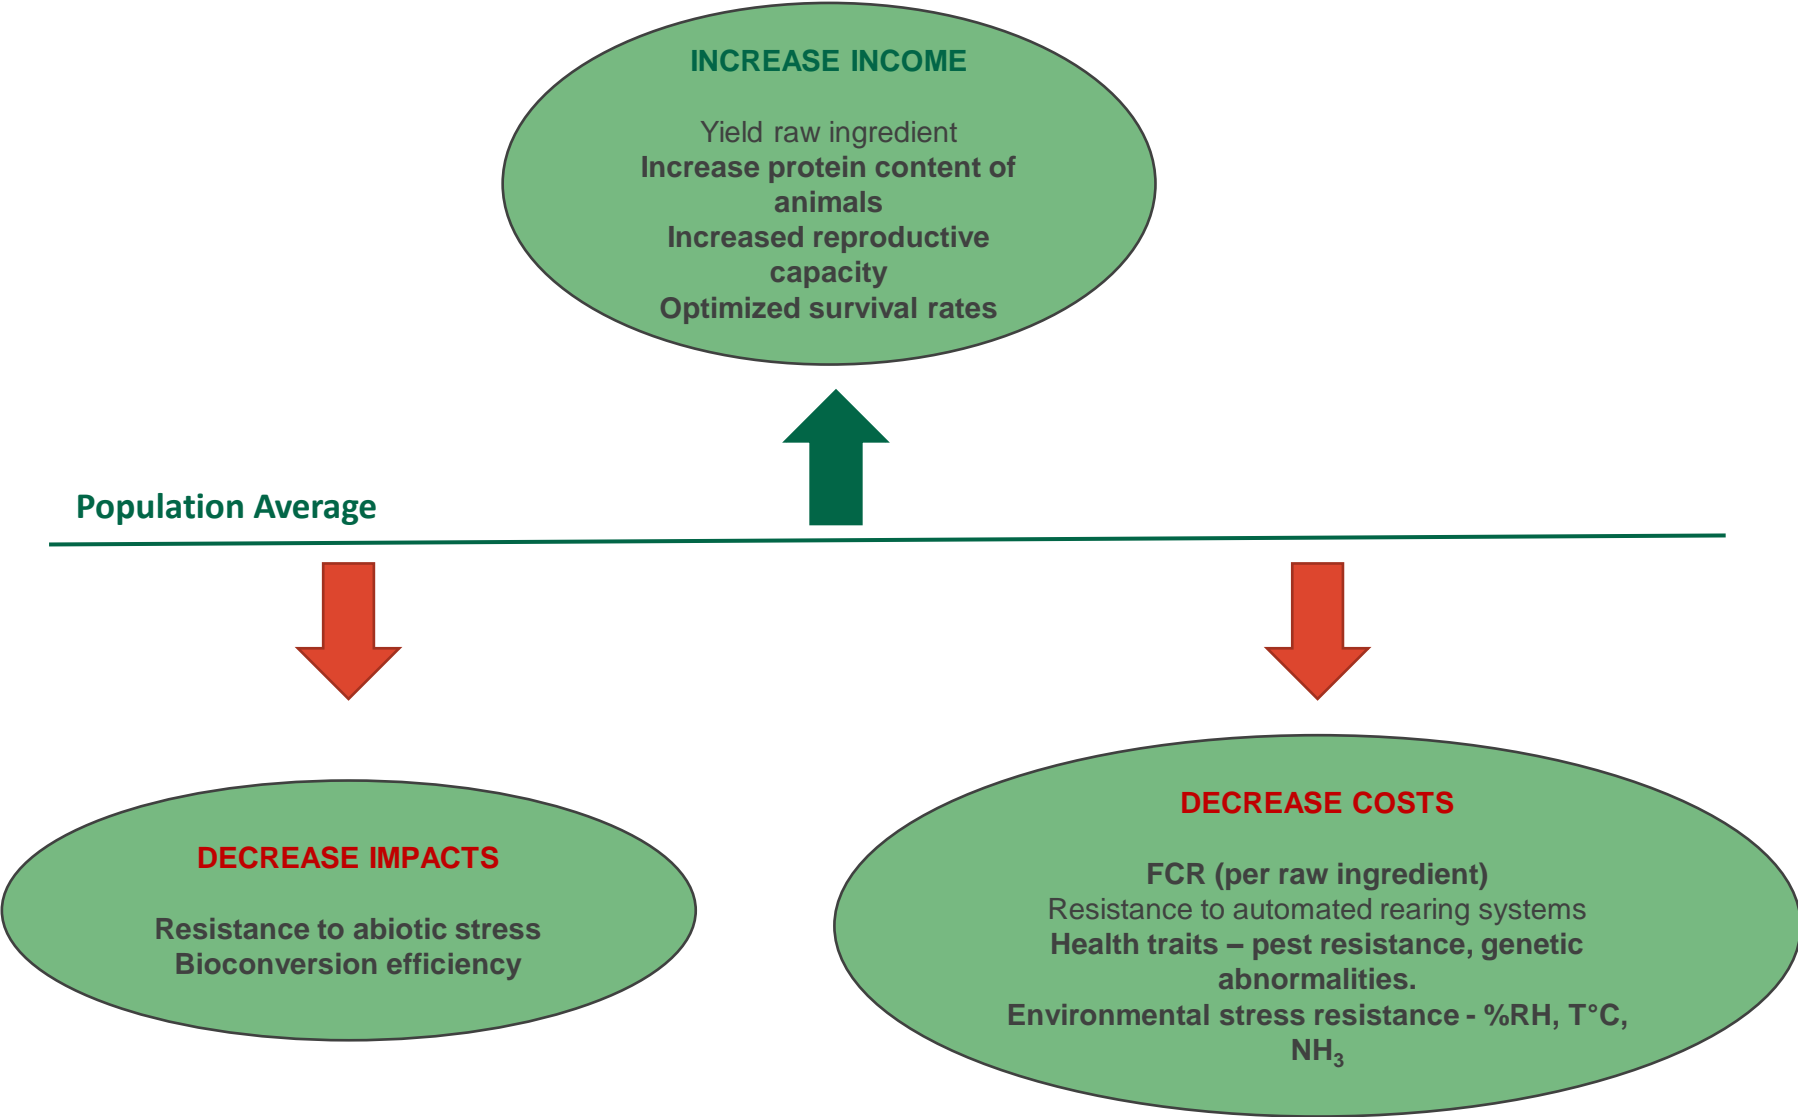 INCREASE INCOME
Yield raw ingredient
Increase protein content of
animals
Increased reproductive
capacity
Optimized survival rates
Population Average
DECREASE IMPACTS
Resistance to abiotic stress
Bioconversion efficiency
DECREASE COSTS
FCR (per raw ingredient)
Resistance to automated rearing systems
Health traits – pest resistance, genetic
abnormalities.
Environmental stress resistance - %RH, T°C,
NH₃